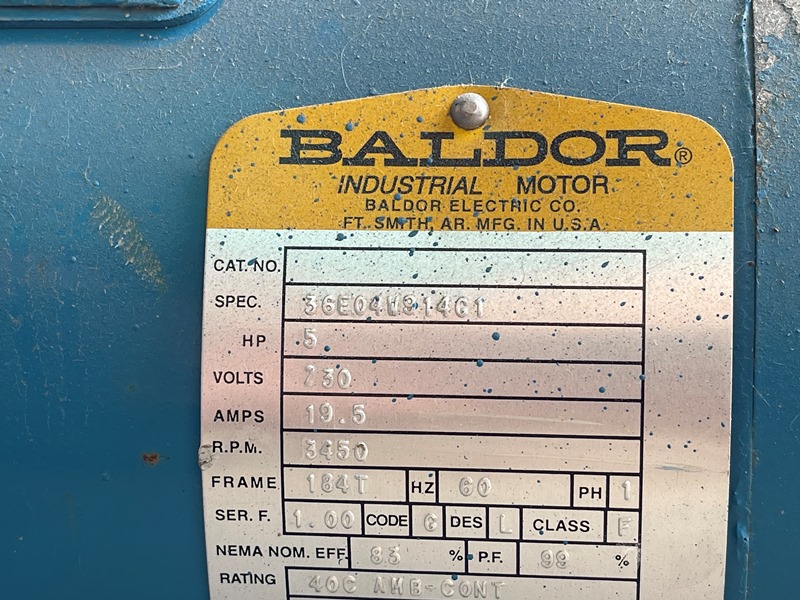 BALDOR®
INDUSTRIAL MOTOR
BALDOR ELECTRIC CO.
FT. SMITH, AR. MFG. IN U.S.A.
CAT. NO.
SPEC. 36E04W314G1
HP 5
VOLTS 230
AMPS 19.5
R.P.M. 3450
FRAME 184T HZ 60 PH 1
SER. F. 1.00 CODE G DES L CLASS F
NEMA NOM. EFF. 83 % P.F. 99 %
RATING 40C AMB-CONT